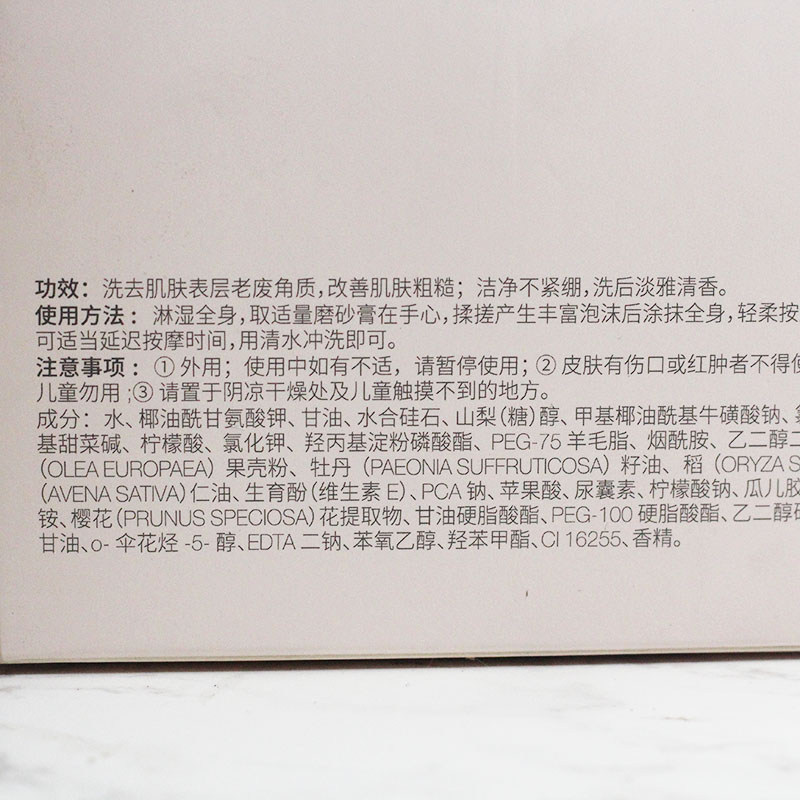 功效：洗去肌肤表层老废角质，改善肌肤粗糙；洁净不紧绷，洗后淡雅清香。
使用方法：淋湿全身，取适量磨砂膏在手心，揉搓产生丰富泡沫后涂抹全身，轻柔按
可适当延迟按摩时间，用清水冲洗即可。
注意事项：①外用；使用中如有不适，请暂停使用；②皮肤有伤口或红肿者不得使
儿童勿用；③请置于阴凉干燥处及儿童触摸不到的地方。
成分：水、椰油酰甘氨酸钾、甘油、水合硅石、山梨（糖）醇、甲基椰油酰基牛磺酸钠、
基甜菜碱、柠檬酸、氯化钾、羟丙基淀粉磷酸酯、PEG-75 羊毛脂、烟酰胺、乙二醇二
（OLEA EUROPAEA）果壳粉、牡丹（PAEONIA SUFFRUTICOSA）籽油、稻（ORYZA S
（AVENA SATIVA）仁油、生育酚（维生素 E）、PCA 钠、苹果酸、尿囊素、柠檬酸钠、瓜儿胶
铵、樱花（PRUNUS SPECIOSA）花提取物、甘油硬脂酸酯、PEG-100 硬脂酸酯、乙二醇硬
甘油、o- 伞花烃 -5- 醇、EDTA 二钠、苯氧乙醇、羟苯甲酯、CI 16255、香精。